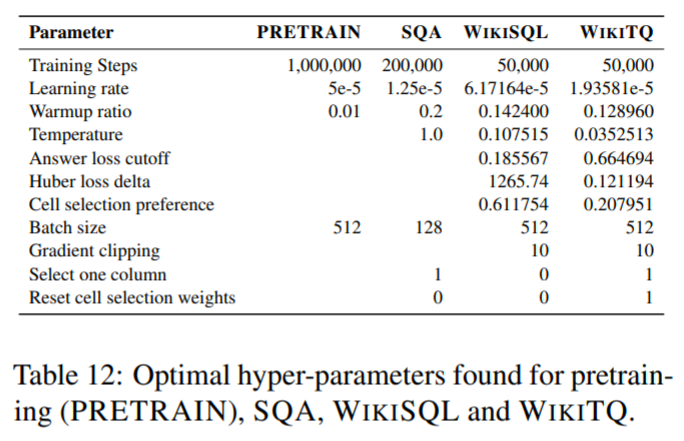 Parameter PRETRAIN SQA WIKISQL WIKITQ
Training Steps 1,000,000 200,000 50,000 50,000
Learning rate 5e-5 1.25e-5 6.17164e-5 1.93581e-5
Warmup ratio 0.01 0.2 0.142400 0.128960
Temperature 1.0 0.107515 0.0352513
Answer loss cutoff 0.185567 0.664694
Huber loss delta 1265.74 0.121194
Cell selection preference 0.611754 0.207951
Batch size 512 128 512 512
Gradient clipping 10 10
Select one column 1 0 1
Reset cell selection weights 0 0 1
Table 12: Optimal hyper-parameters found for pretrain-
ing (PRETRAIN), SQA, WIKISQL and WIKITQ.